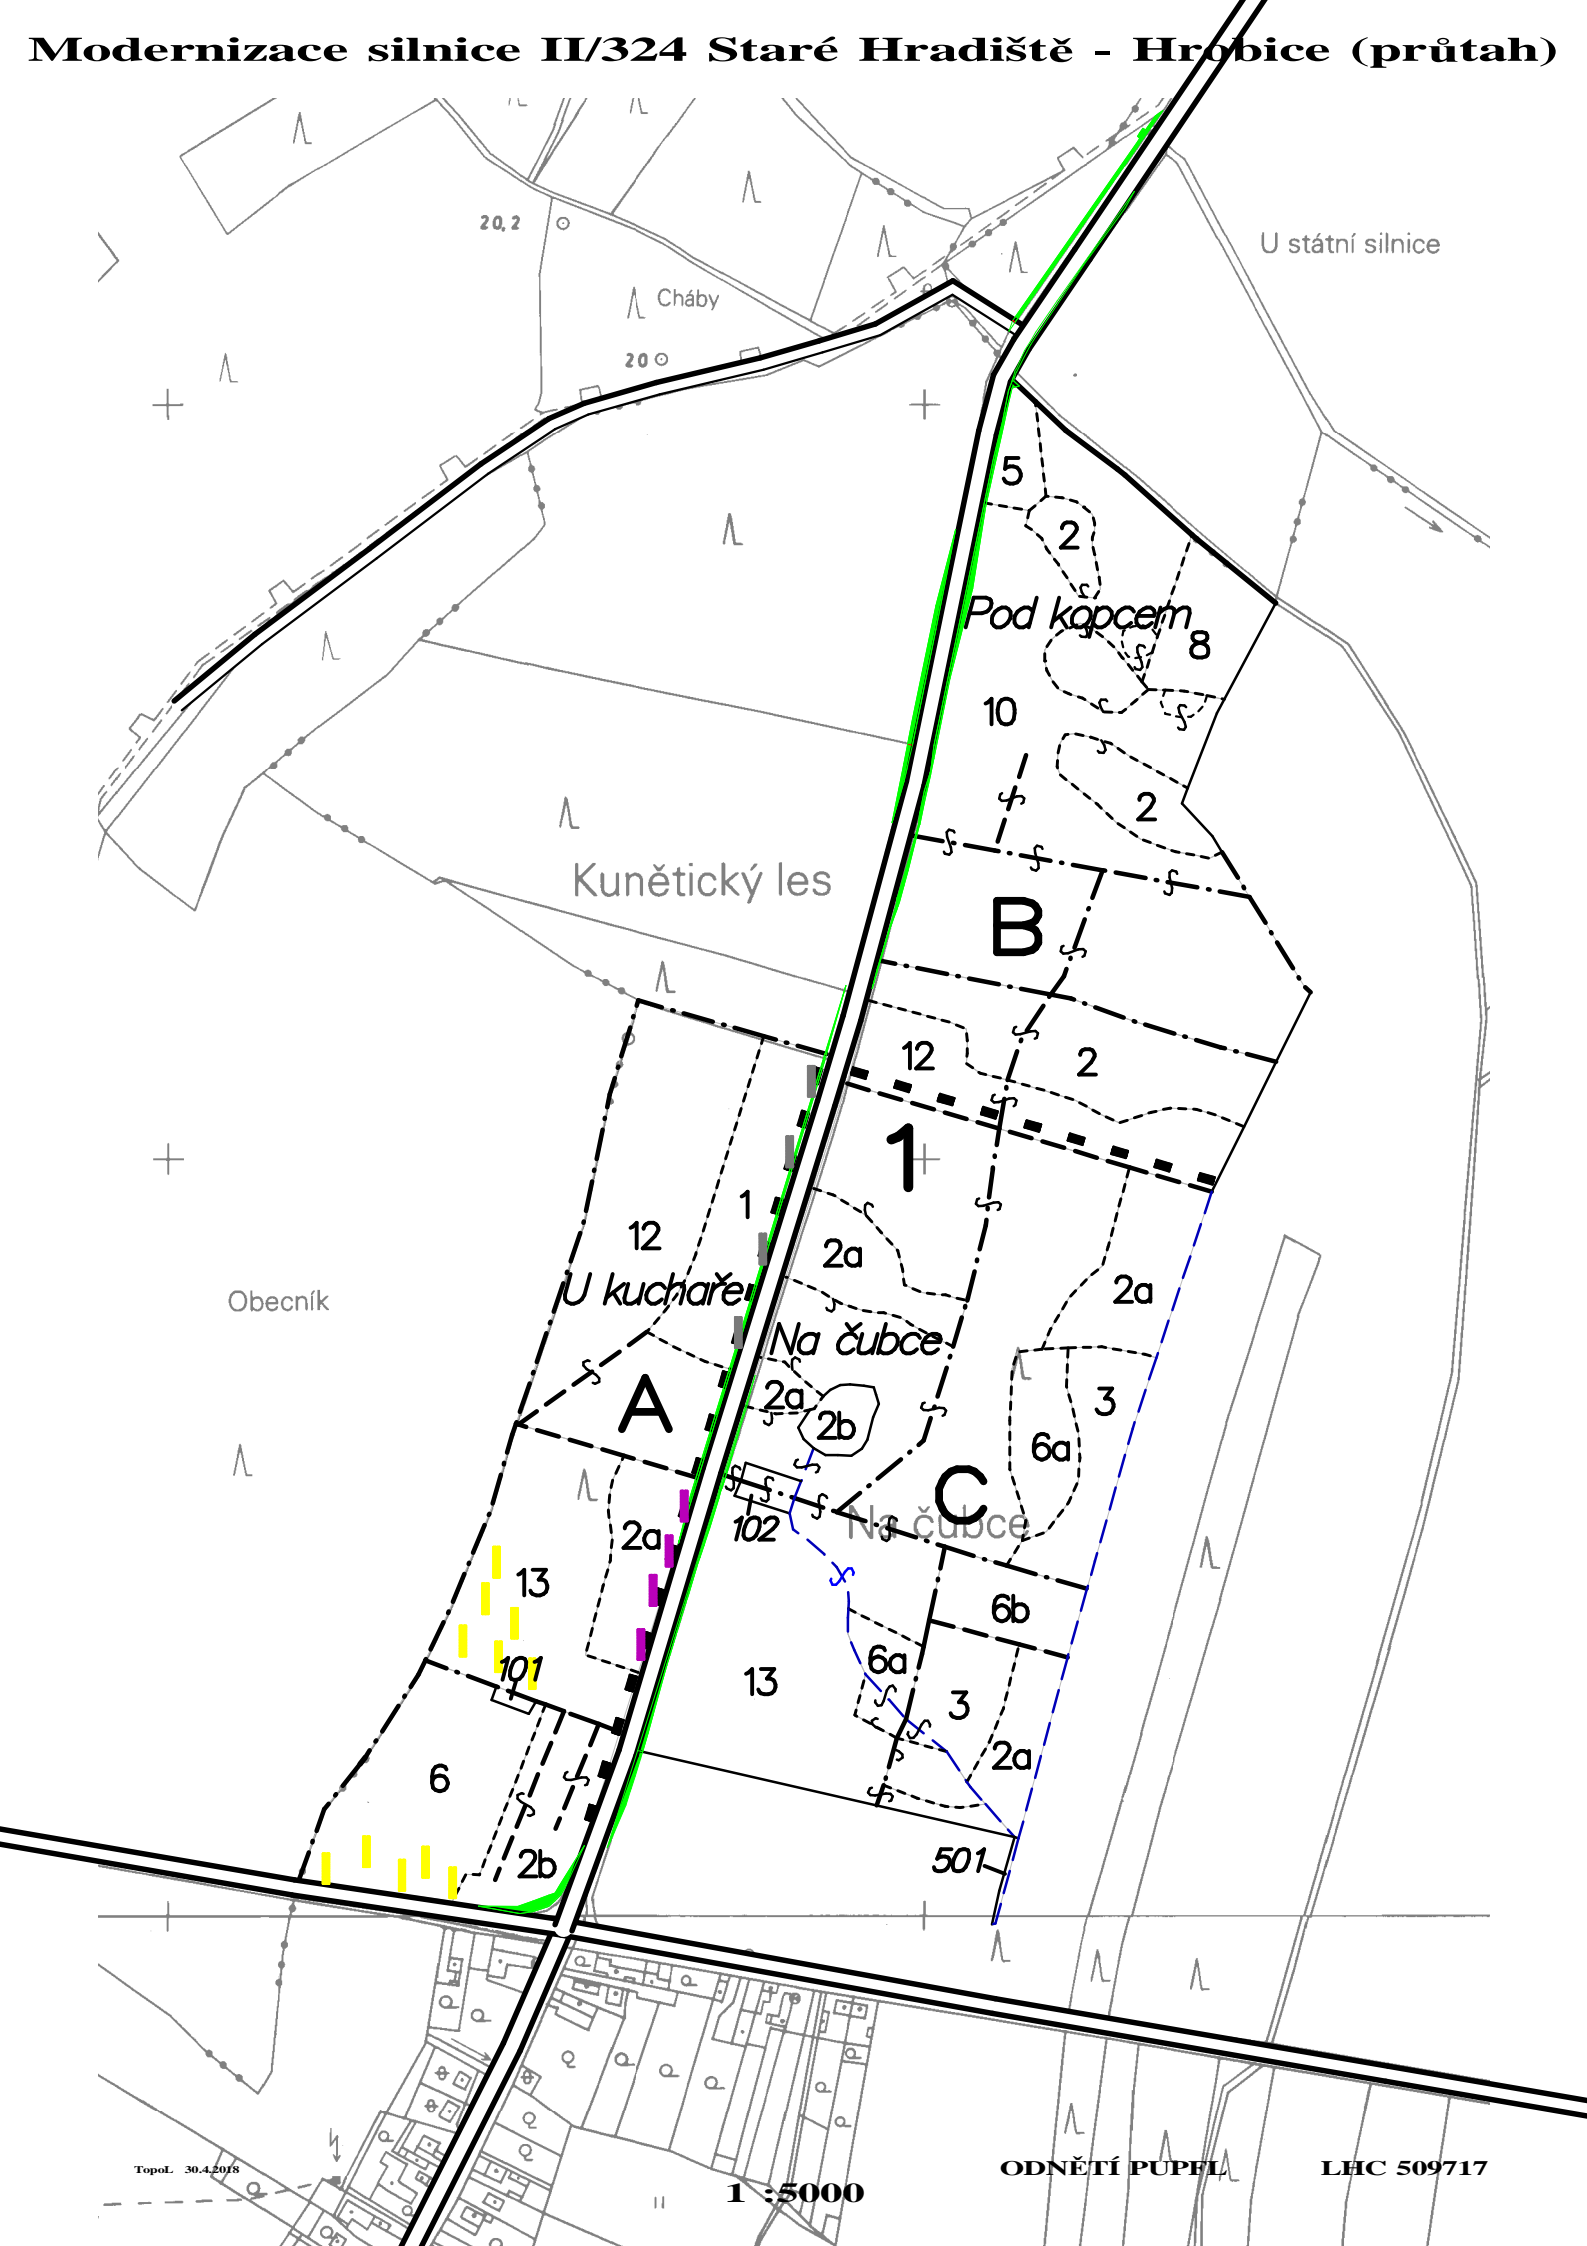 Modernizace silnice II/324 Staré Hradiště - Hrobice (průtah)
20,2
U státní silnice
Cháby
20
5
2
Pod kopcem
8
10
2
Kunětický les
B
12
2
1
1
12
2a
2a
U kuchaře
Obecník
Na čubce
2a
3
A
2b
6a
C
Na čubce
102
2a
13
6b
6a
101
13
3
2a
6
2b
501
TopoL 30.4.2018
ODNĚTÍ PUPFL
LHC 509717
1 :5000